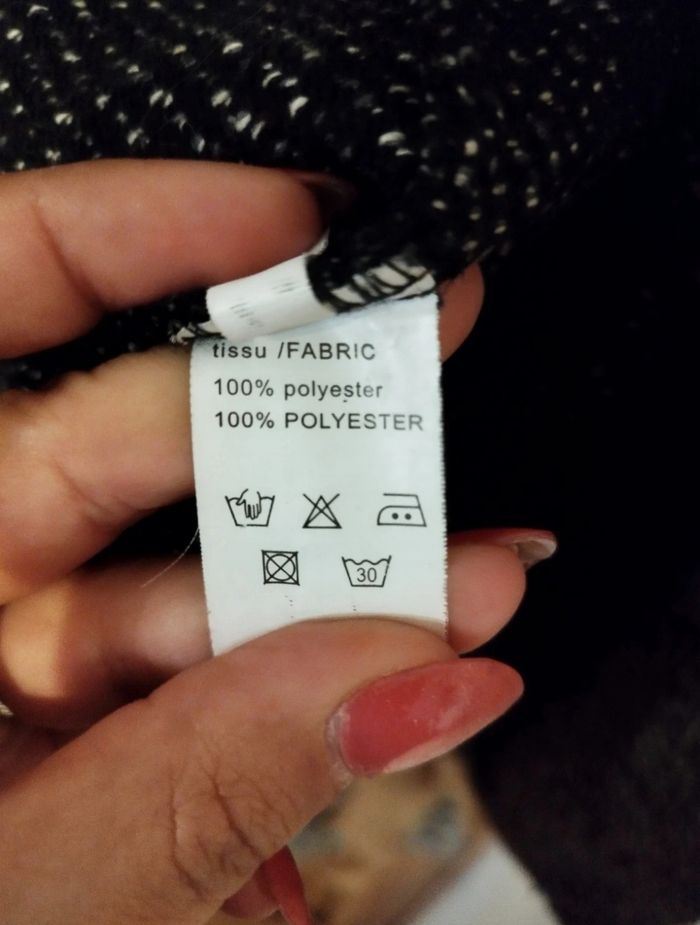 tissu /FABRIC
100% polyester
100% POLYESTER
30